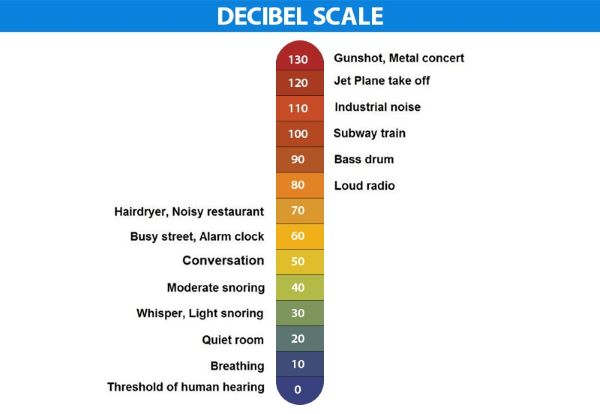 DECIBEL SCALE
130 Gunshot, Metal concert
120 Jet Plane take off
110 Industrial noise
100 Subway train
90 Bass drum
80 Loud radio
Hairdryer, Noisy restaurant 70
Busy street, Alarm clock 60
Conversation 50
Moderate snoring 40
Whisper, Light snoring 30
Quiet room 20
Breathing 10
Threshold of human hearing 0